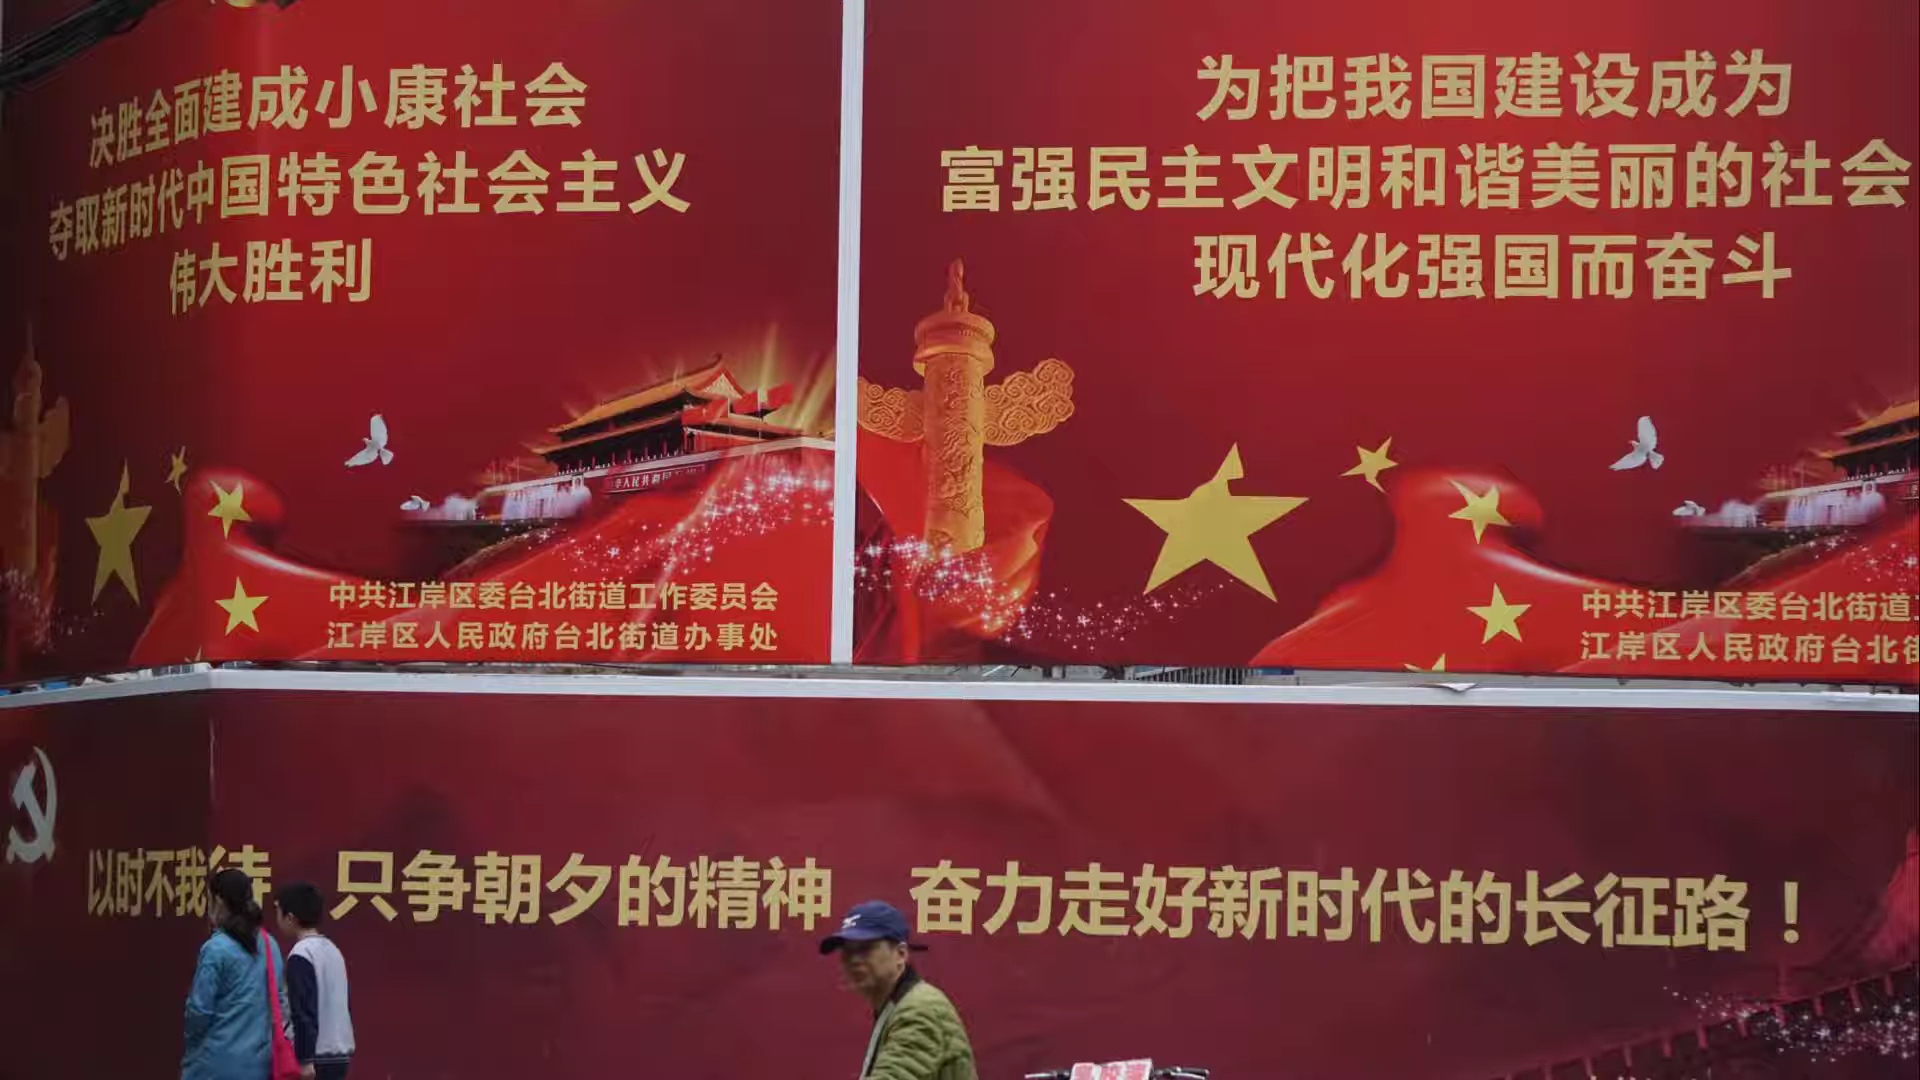 决胜全面建成小康社会
夺取新时代中国特色社会主义
伟大胜利
中共江岸区委台北街道工作委员会
江岸区人民政府台北街道办事处
为把我国建设成为
富强民主文明和谐美丽的社会
现代化强国而奋斗
中共江岸区委台北街道
江岸区人民政府台北街
以时不我待 只争朝夕的精神 奋力走好新时代的长征路！